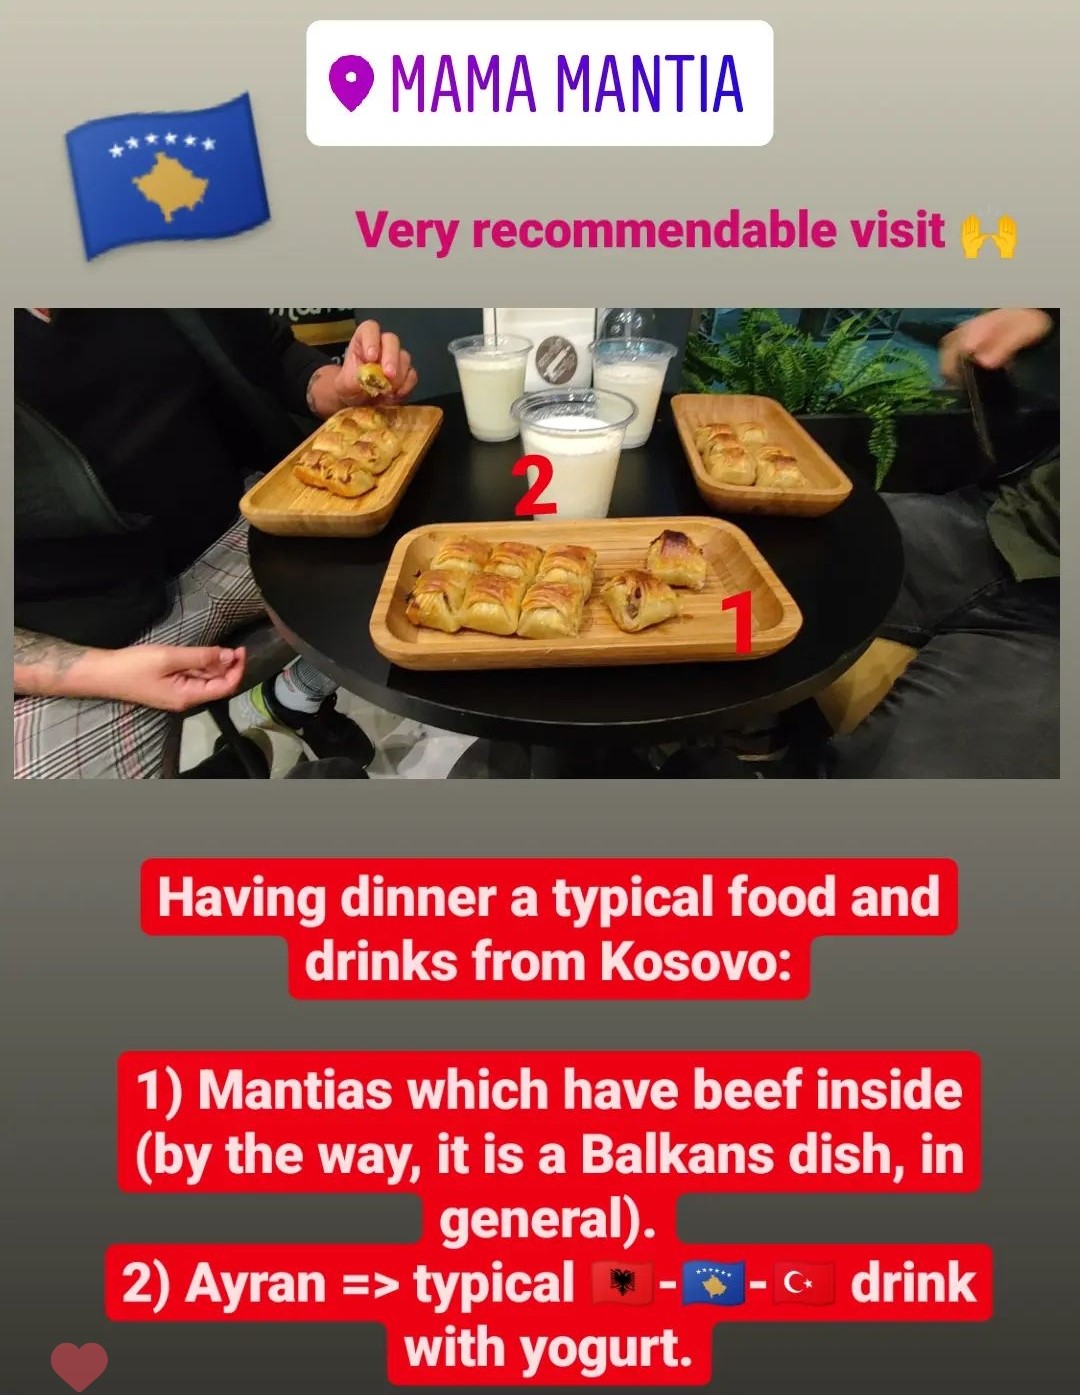 MAMA MANTIA
Very recommendable visit 🙌
2
1
Having dinner a typical food and
drinks from Kosovo:
1) Mantias which have beef inside
(by the way, it is a Balkans dish, in
general).
2) Ayran => typical 🇦🇱-🇽🇰-🇹🇷 drink
with yogurt.